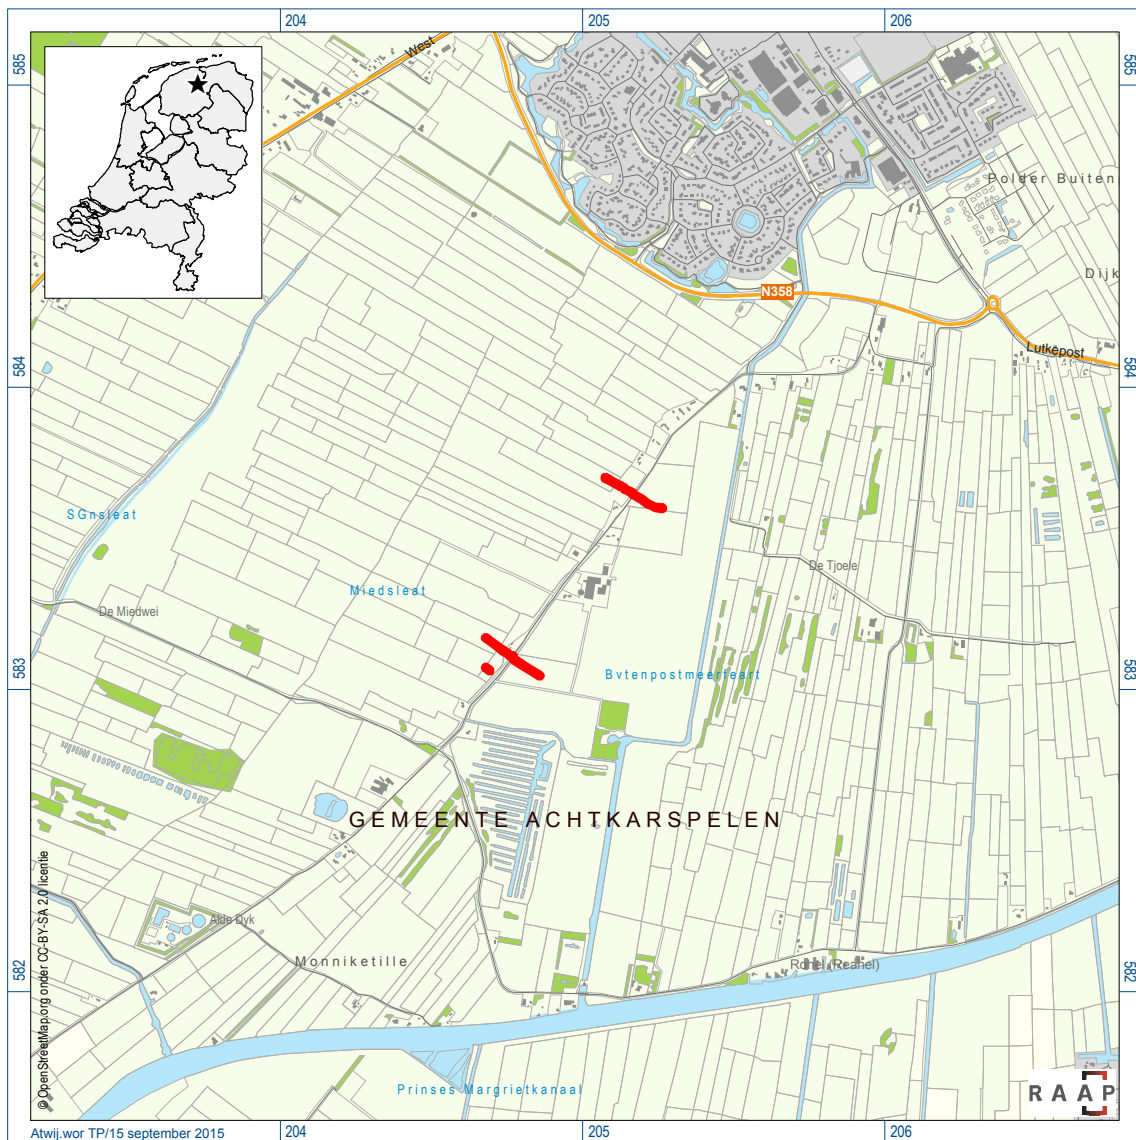 204
205
206
585
585
West
Polder Buiten
Dijk
N358
Lutkepost
584
584
SGnsleat
De Tjoele
Miedsleat
De Miedwei
583
583
Bvtenpostmeerfeart
GEMEENTE ACHTKARSPELEN
Alde Dyk
Monniketille
Rohel (Reahel)
582
582
© OpenStreetMap.org onder CC-BY-SA 2.0 licentie
Prinses Margrietkanaal
RAAP
Atwij.wor TP/15 september 2015
204
205
206